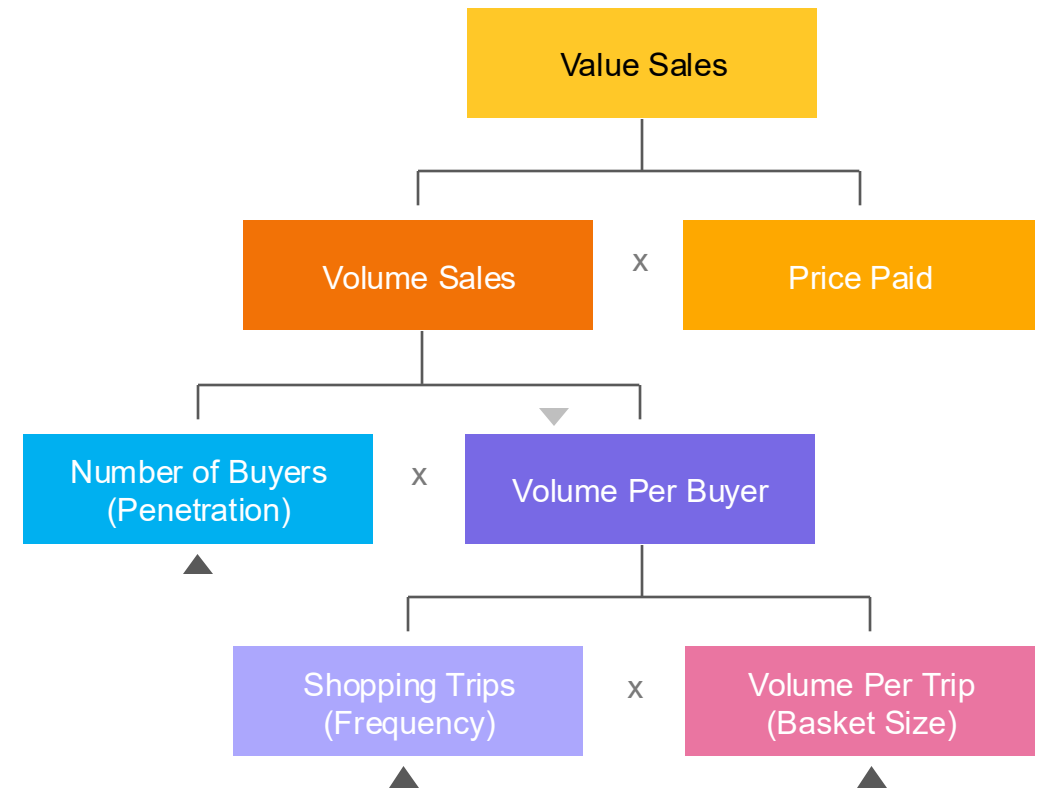 Value Sales
Volume Sales
x
Price Paid
Number of Buyers
(Penetration)
x
Volume Per Buyer
Shopping Trips
(Frequency)
x
Volume Per Trip
(Basket Size)